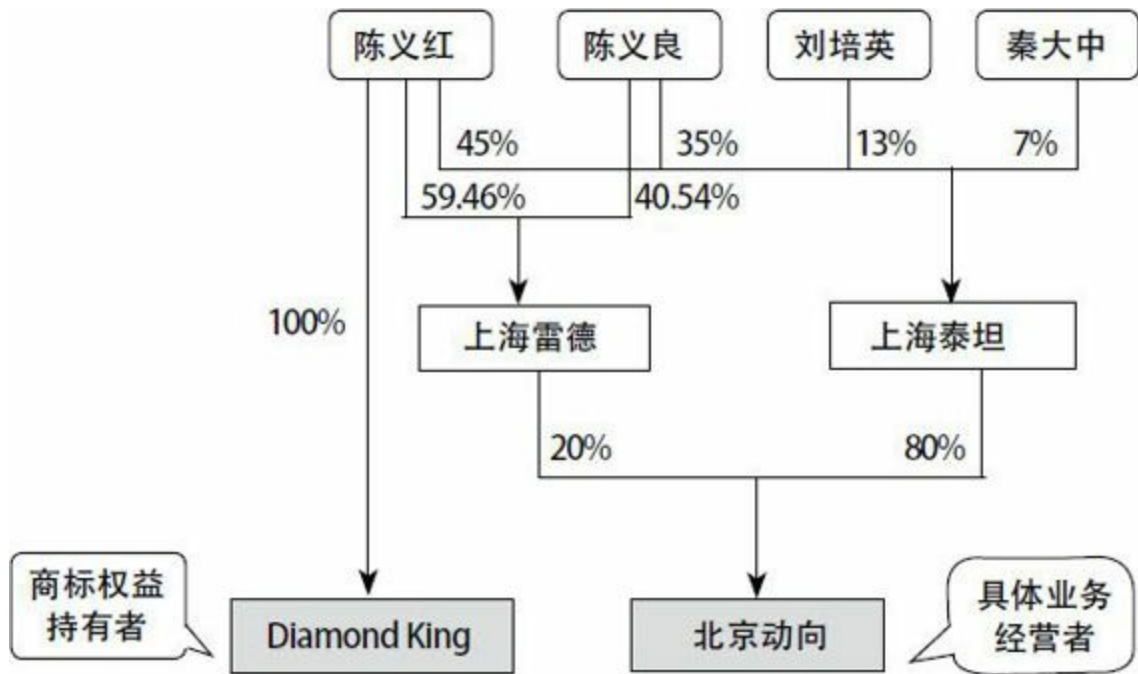 陈义红
陈义良
刘培英
秦大中
45%
35%
13%
7%
59.46%
40.54%
100%
上海雷德
上海泰坦
20%
80%
商标权益
持有者
Diamond King
北京动向
具体业务
经营者